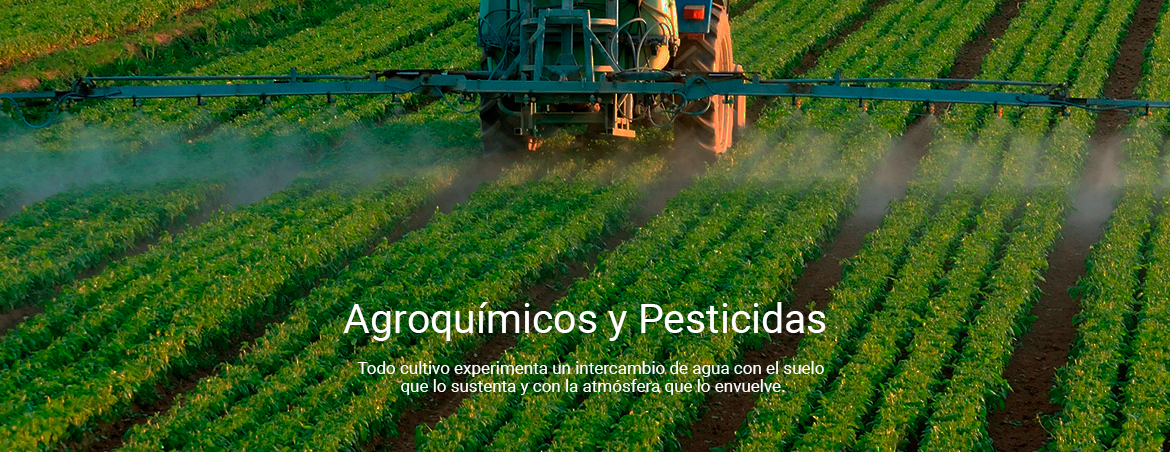 Agroquímicos y Pesticidas
Todo cultivo experimenta un intercambio de agua con el suelo
que lo sustenta y con la atmósfera que lo envuelve.